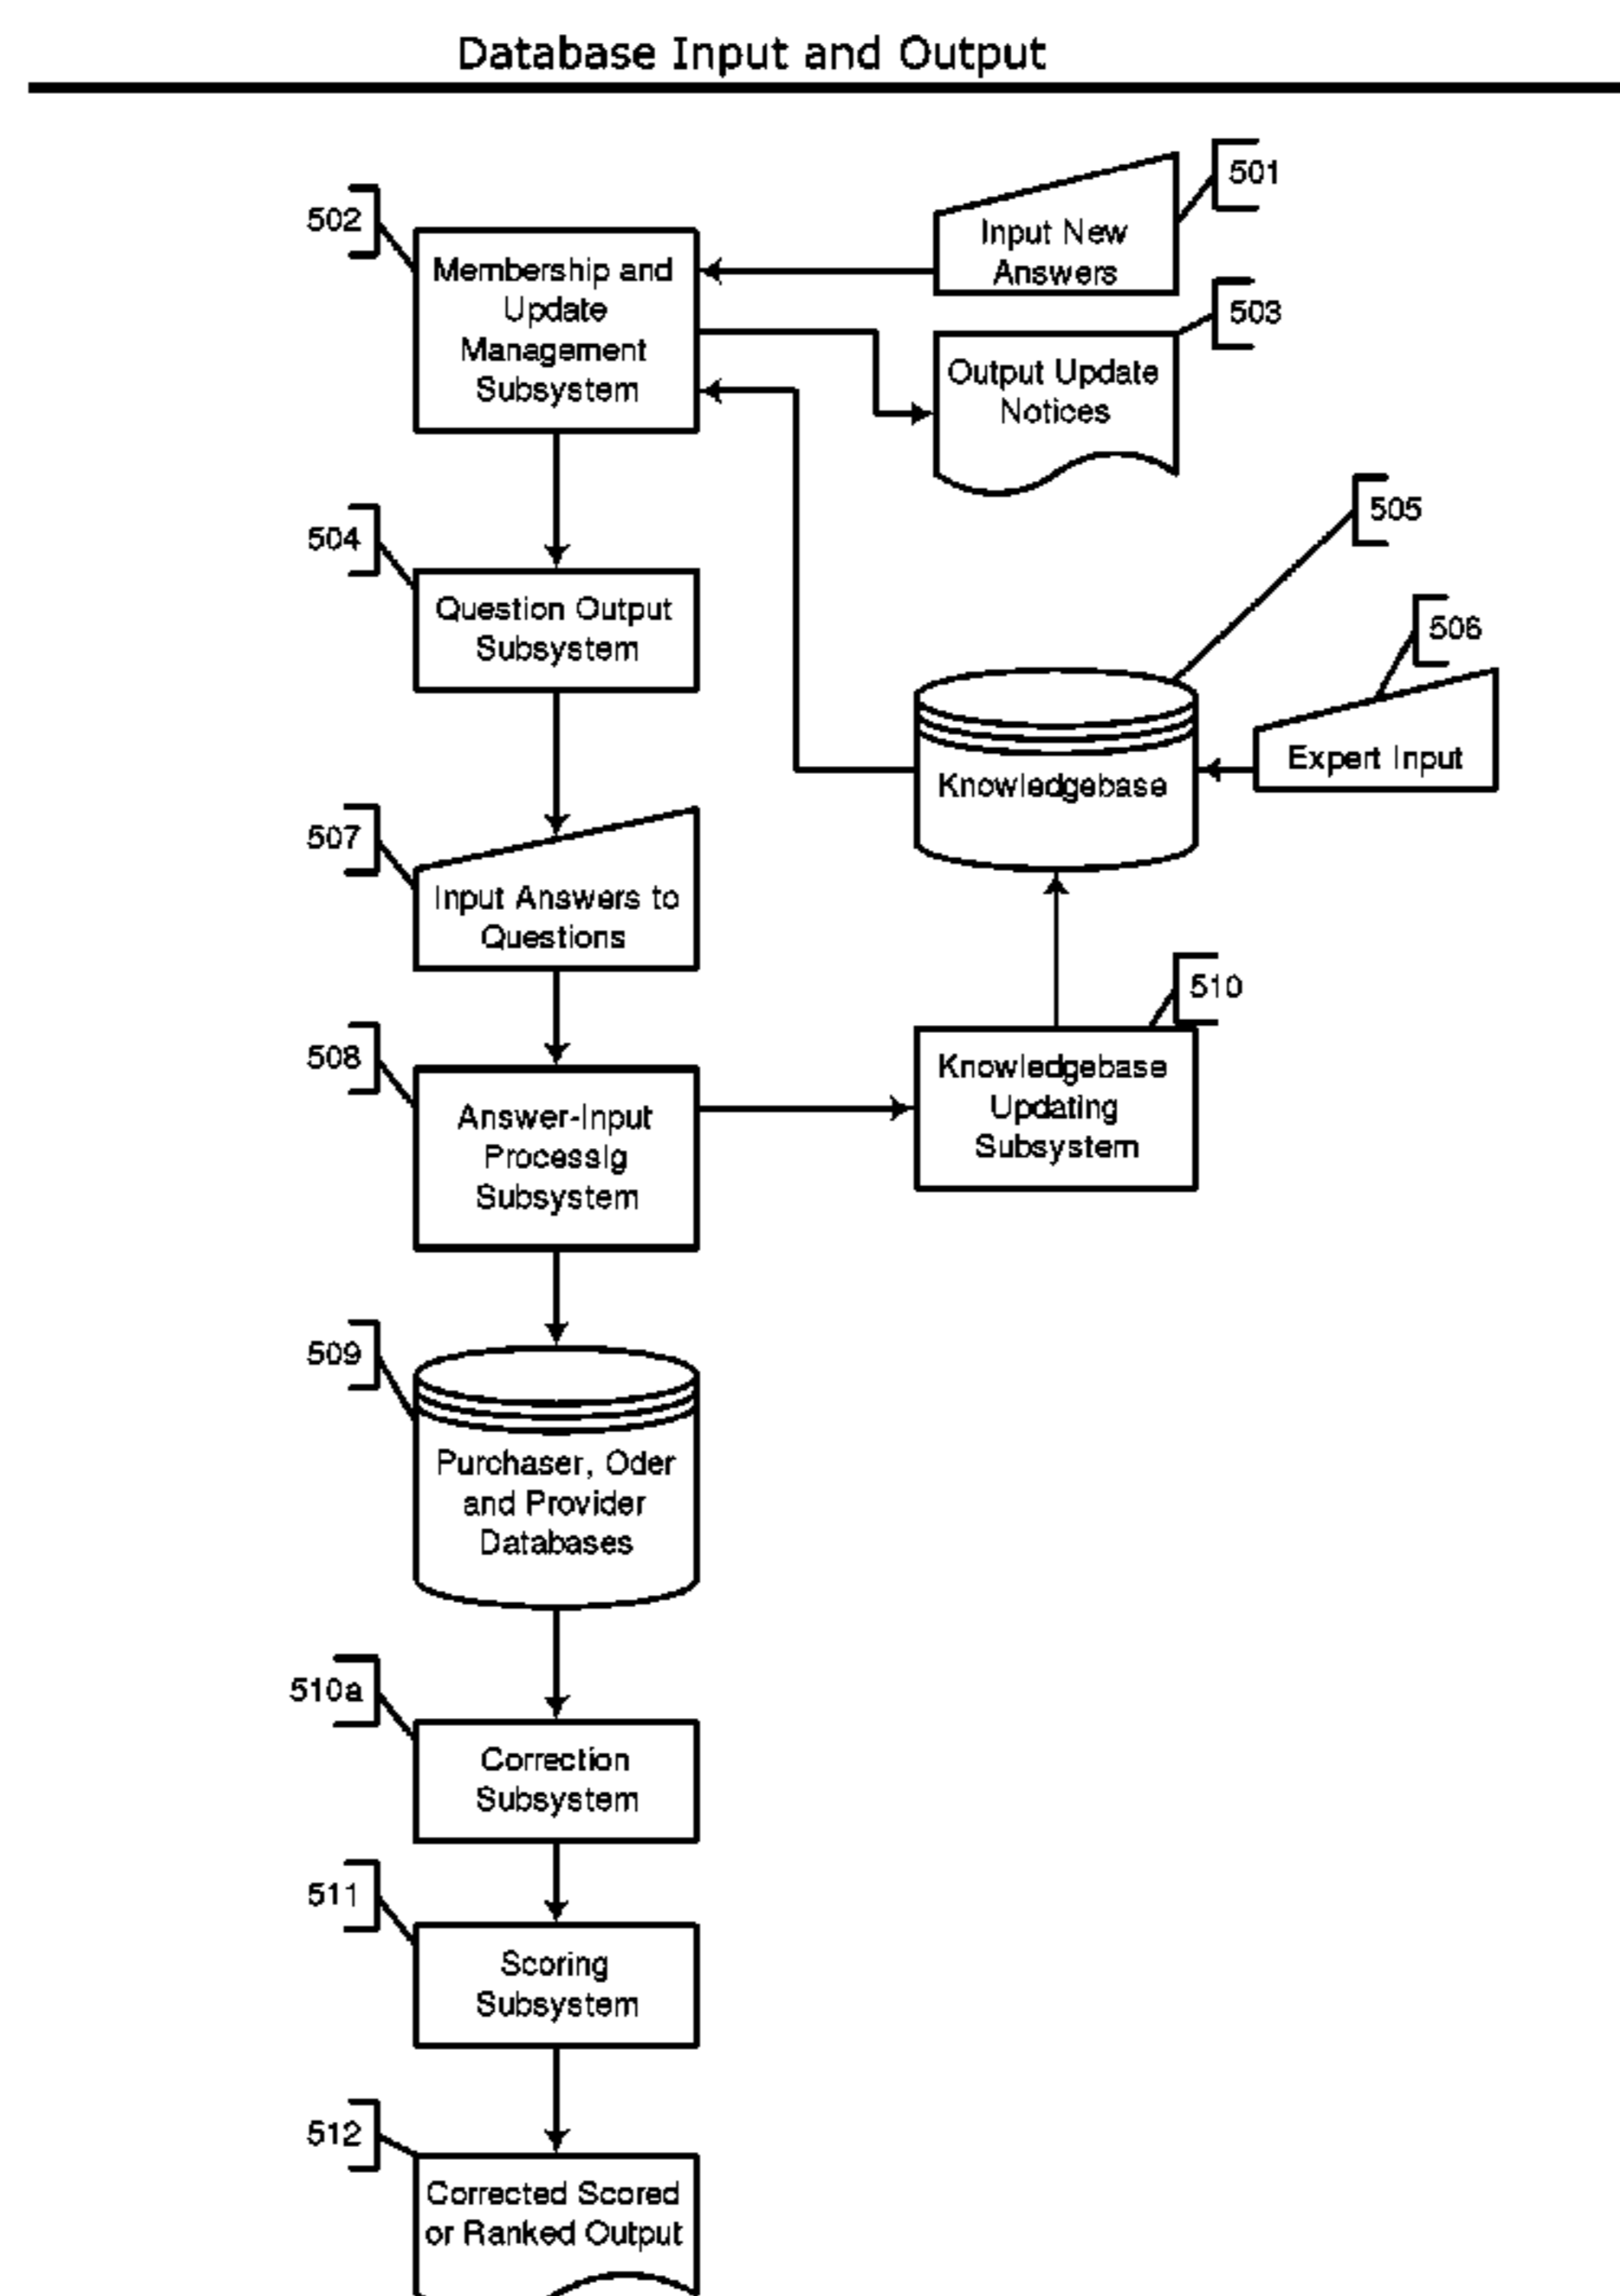 Database Input and Output
501
502
Input New
Answers
Membership and
Update
Management
Subsystem
503
Output Update
Notices
505
504
Question Output
Subsystem
506
Expert Input
Knowledgebase
507
Input Answers to
Questions
510
508
Knowledgebase
Updating
Subsystem
Answer-Input
Processig
Subsystem
509
Purchaser, Oder
and Provider
Databases
510a
Correction
Subsystem
511
Scoring
Subsystem
512
Corrected Scored
or Ranked Output